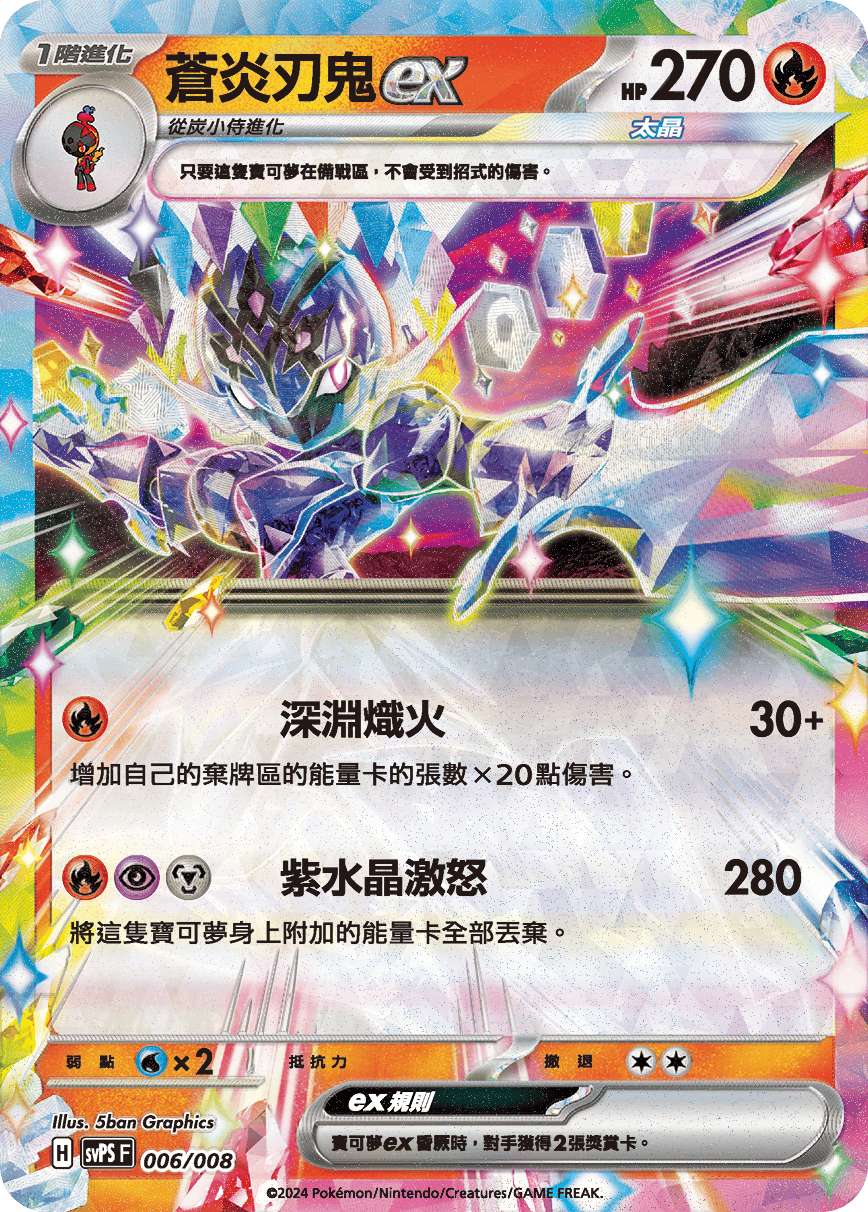 1階進化
蒼炎刃鬼ex
HP270
從炭小侍進化
太晶
只要這隻寶可夢在備戰區，不會受到招式的傷害。
深淵熾火 30+
增加自己的棄牌區的能量卡的張數×20點傷害。
紫水晶激怒 280
將這隻寶可夢身上附加的能量卡全部丟棄。
弱點 ×2 抵抗力 撤退
ex規則
寶可夢ex昏厥時，對手獲得2張獎賞卡。
Illus. 5ban Graphics
H svPS F 006/008
©2024 Pokémon/Nintendo/Creatures/GAME FREAK.